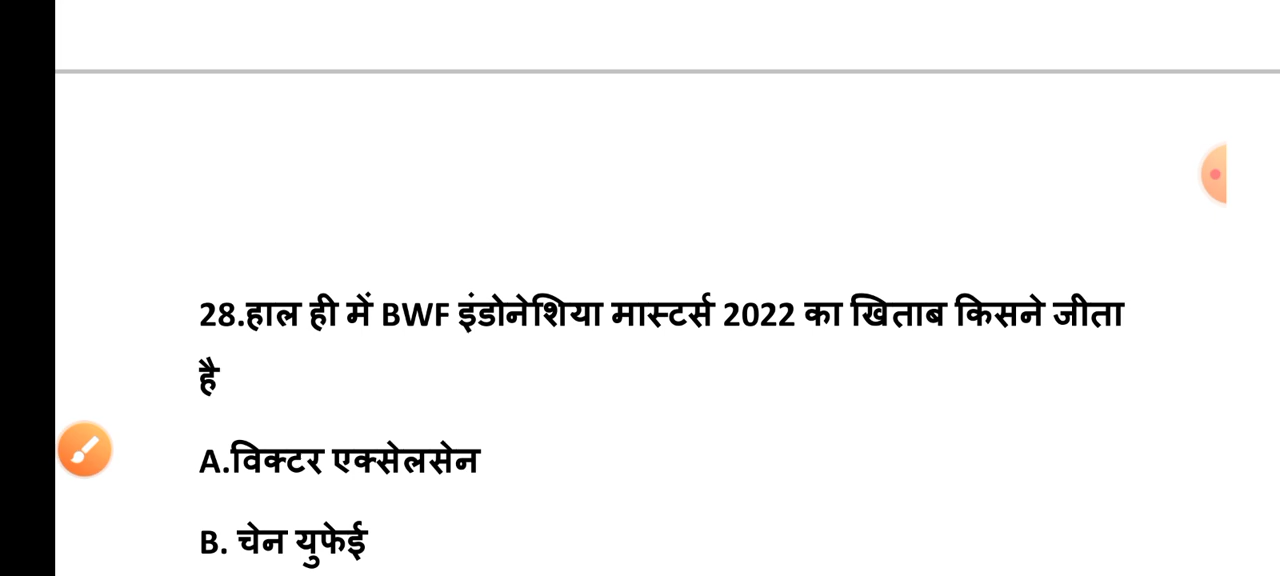 28.हाल ही में BWF इंडोनेशिया मास्टर्स 2022 का खिताब किसने जीता
है
A.विक्टर एक्सेलसेन
B. चेन युफेई